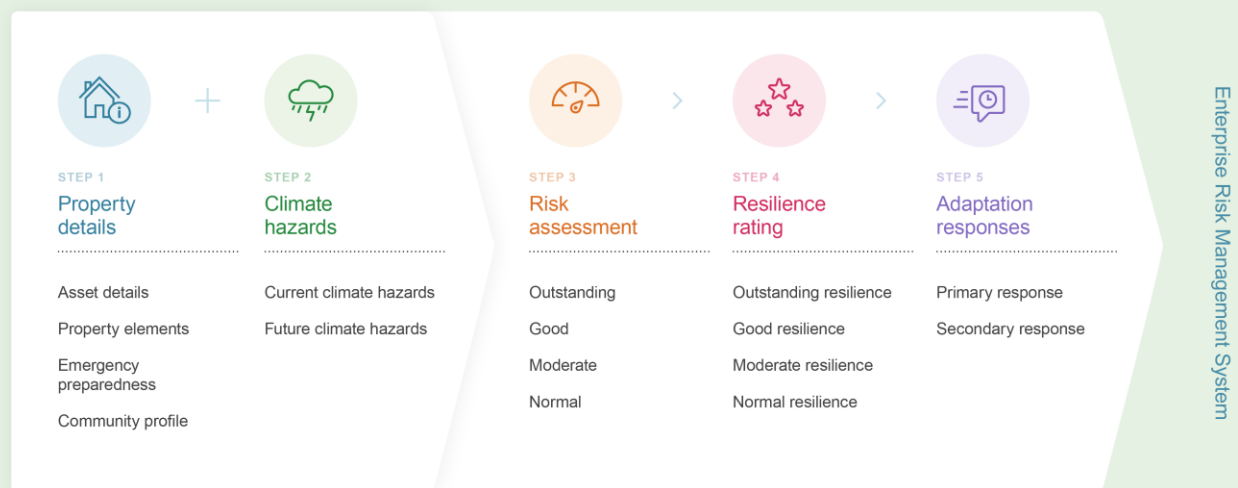 STEP 1
Property
details
Asset details
Property elements
Emergency
preparedness
Community profile
STEP 2
Climate
hazards
Current climate hazards
Future climate hazards
STEP 3
Risk
assessment
Outstanding
Good
Moderate
Normal
STEP 4
Resilience
rating
Outstanding resilience
Good resilience
Moderate resilience
Normal resilience
STEP 5
Adaptation
responses
Primary response
Secondary response
Enterprise Risk Management System